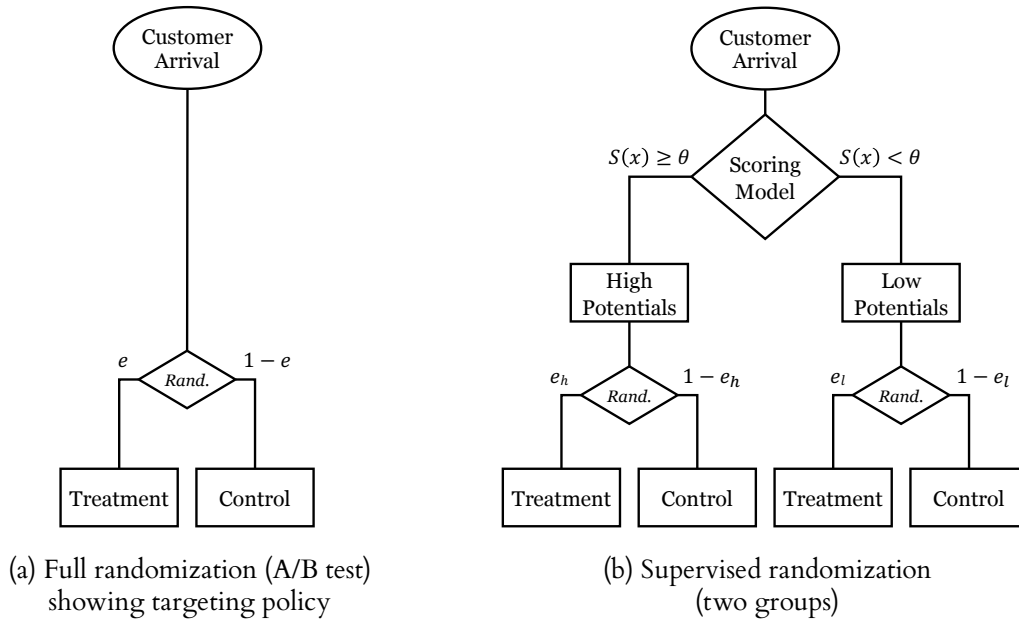 Customer
Arrival
e
1 − e
Rand.
Treatment
Control
(a) Full randomization (A/B test)
showing targeting policy
Customer
Arrival
S(x) ≥ θ
S(x) < θ
Scoring
Model
High
Potentials
Low
Potentials
e_h
1 − e_h
e_l
1 − e_l
Rand.
Rand.
Treatment
Control
Treatment
Control
(b) Supervised randomization
(two groups)